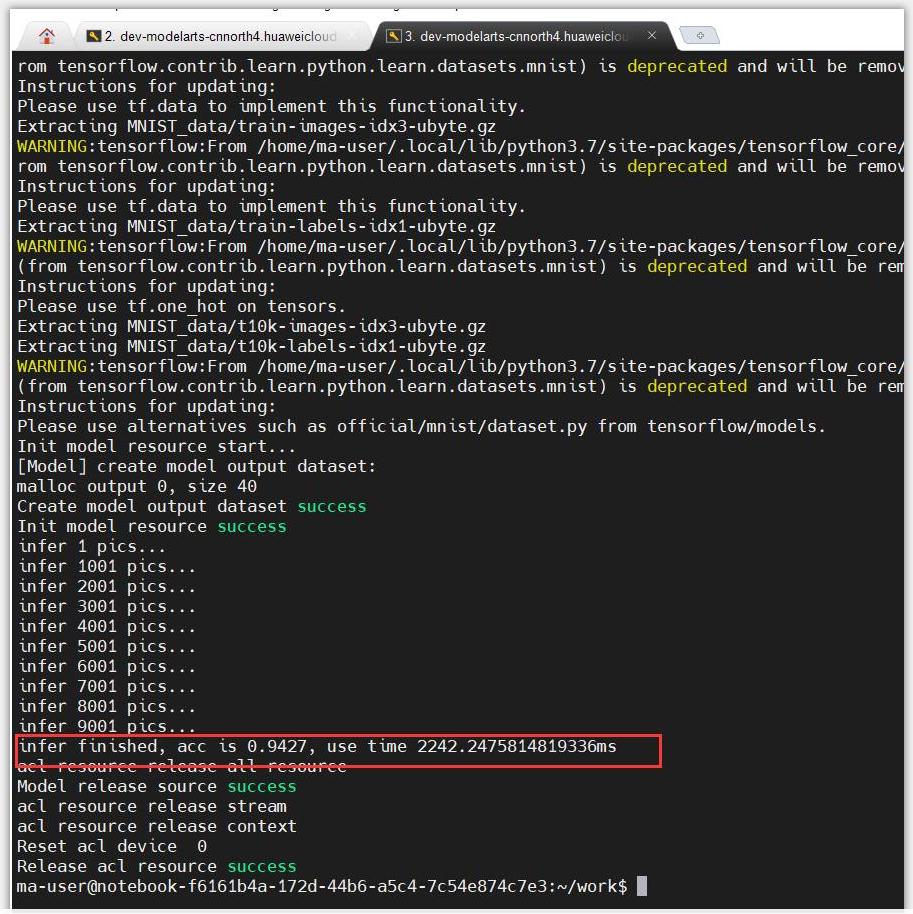 2. dev-modelarts-cnnorth4.huaweicloud
3. dev-modelarts-cnnorth4.huaweiclou
rom tensorflow.contrib.learn.python.learn.datasets.mnist) is deprecated and will be remov
Instructions for updating:
Please use tf.data to implement this functionality.
Extracting MNIST_data/train-images-idx3-ubyte.gz
WARNING:tensorflow:From /home/ma-user/.local/lib/python3.7/site-packages/tensorflow_core/
rom tensorflow.contrib.learn.python.learn.datasets.mnist) is deprecated and will be remov
Instructions for updating:
Please use tf.data to implement this functionality.
Extracting MNIST_data/train-labels-idx1-ubyte.gz
WARNING:tensorflow:From /home/ma-user/.local/lib/python3.7/site-packages/tensorflow_core/
(from tensorflow.contrib.learn.python.learn.datasets.mnist) is deprecated and will be rem
Instructions for updating:
Please use tf.one_hot on tensors.
Extracting MNIST_data/t10k-images-idx3-ubyte.gz
Extracting MNIST_data/t10k-labels-idx1-ubyte.gz
WARNING:tensorflow:From /home/ma-user/.local/lib/python3.7/site-packages/tensorflow_core/
(from tensorflow.contrib.learn.python.learn.datasets.mnist) is deprecated and will be rem
Instructions for updating:
Please use alternatives such as official/mnist/dataset.py from tensorflow/models.
Init model resource start...
[Model] create model output dataset:
malloc output 0, size 40
Create model output dataset success
Init model resource success
infer 1 pics...
infer 1001 pics...
infer 2001 pics...
infer 3001 pics...
infer 4001 pics...
infer 5001 pics...
infer 6001 pics...
infer 7001 pics...
infer 8001 pics...
infer 9001 pics...
infer finished, acc is 0.9427, use time 2242.2475814819336ms
acl resource release all resource
Model release source success
acl resource release stream
acl resource release context
Reset acl device  0
Release acl resource success
ma-user@notebook-f6161b4a-172d-44b6-a5c4-7c54e874c7e3:~/work$